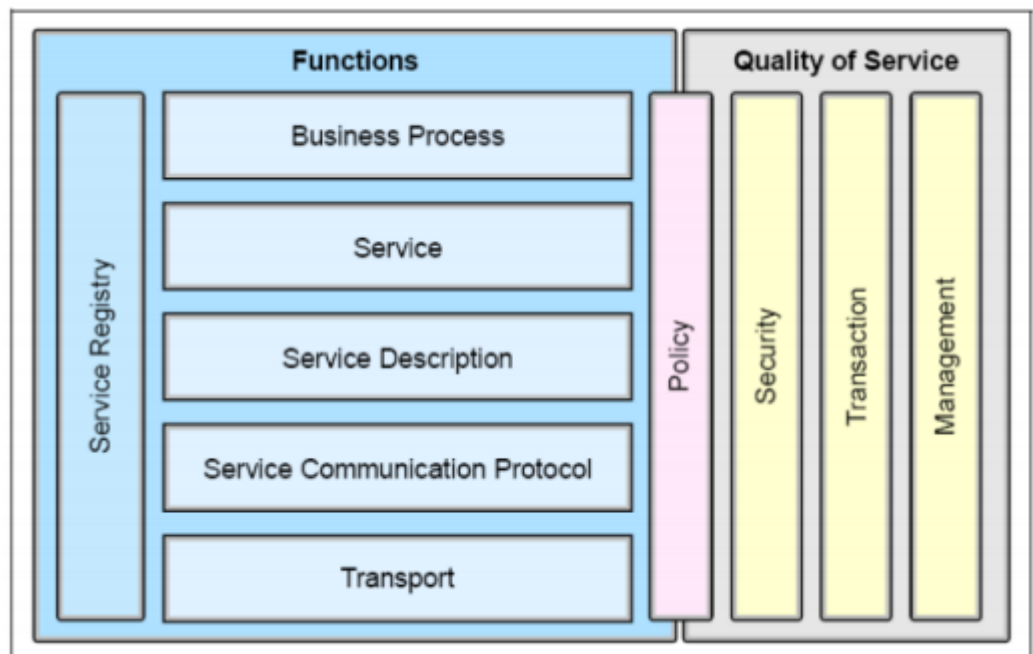 Functions
Quality of Service
Service Registry
Business Process
Service
Service Description
Service Communication Protocol
Transport
Policy
Security
Transaction
Management